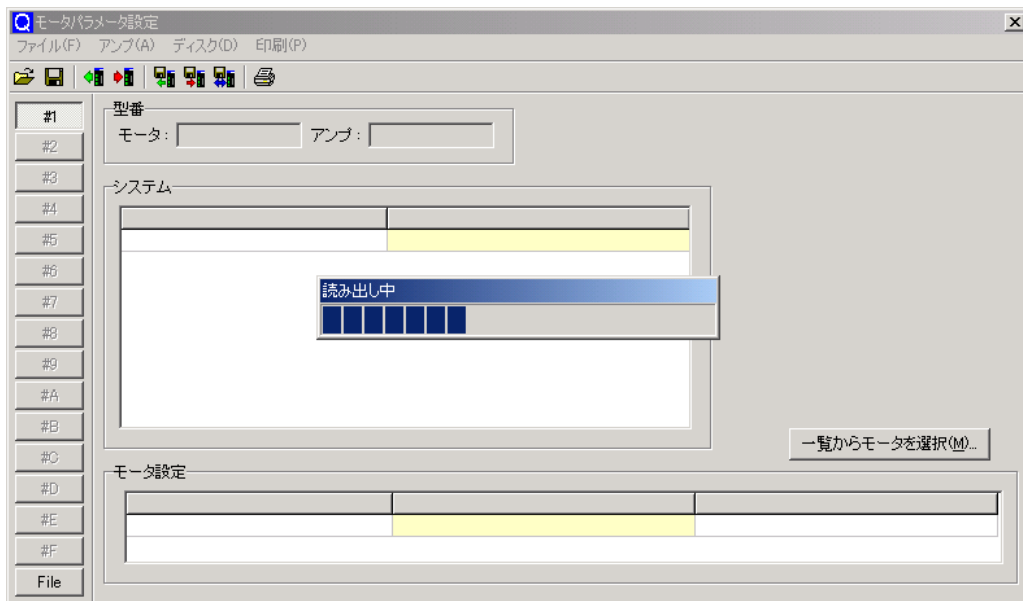 Q モータパラメータ設定
ファイル(F) アンプ(A) ディスク(D) 印刷(P)
#1
#2
#3
#4
#5
#6
#7
#8
#9
#A
#B
#C
#D
#E
#F
File
型番
モータ: アンプ:
システム
読み出し中
一覧からモータを選択(M)...
モータ設定